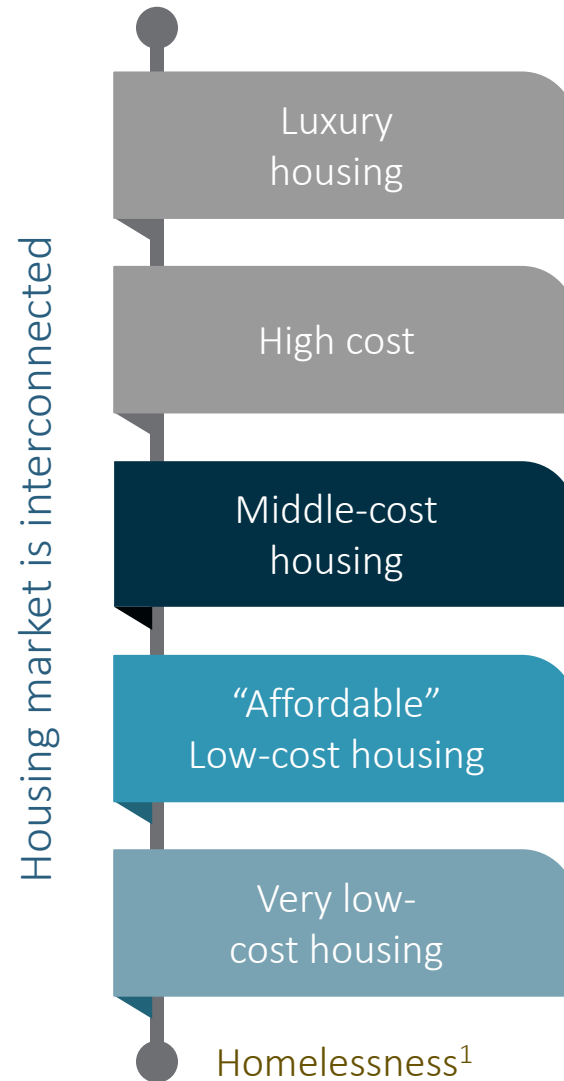 Housing market is interconnected
Luxury
housing
High cost
Middle-cost
housing
“Affordable”
Low-cost housing
Very low-
cost housing
Homelessness¹